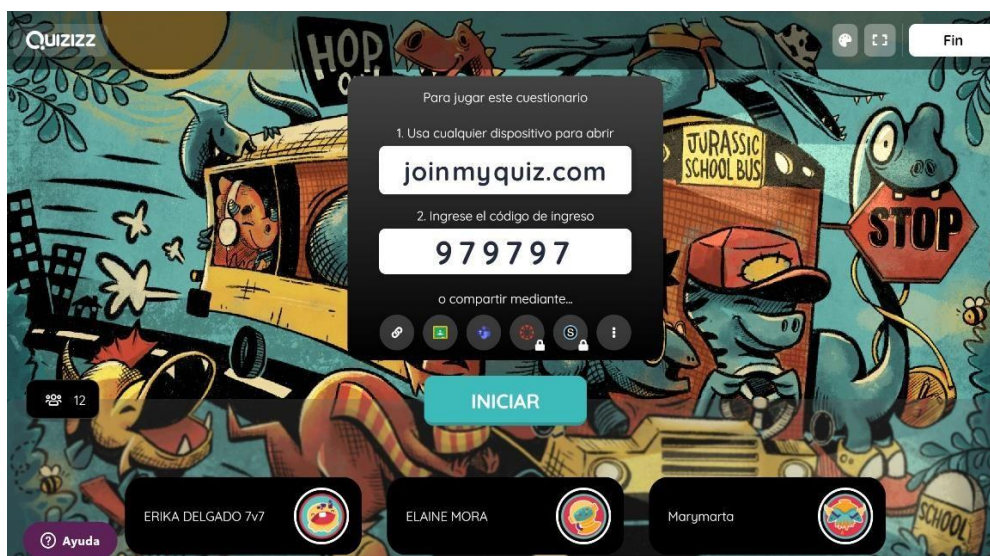 Quizizz
Fin
HOP
Para jugar este cuestionario
1. Usa cualquier dispositivo para abrir
joinmyquiz.com
2. Ingrese el código de ingreso
979797
o compartir mediante...
JURASSIC
SCHOOL BUS
STOP
12
INICIAR
ERIKA DELGADO 7v7
ELAINE MORA
Marymarta
SCHOOL
Ayuda